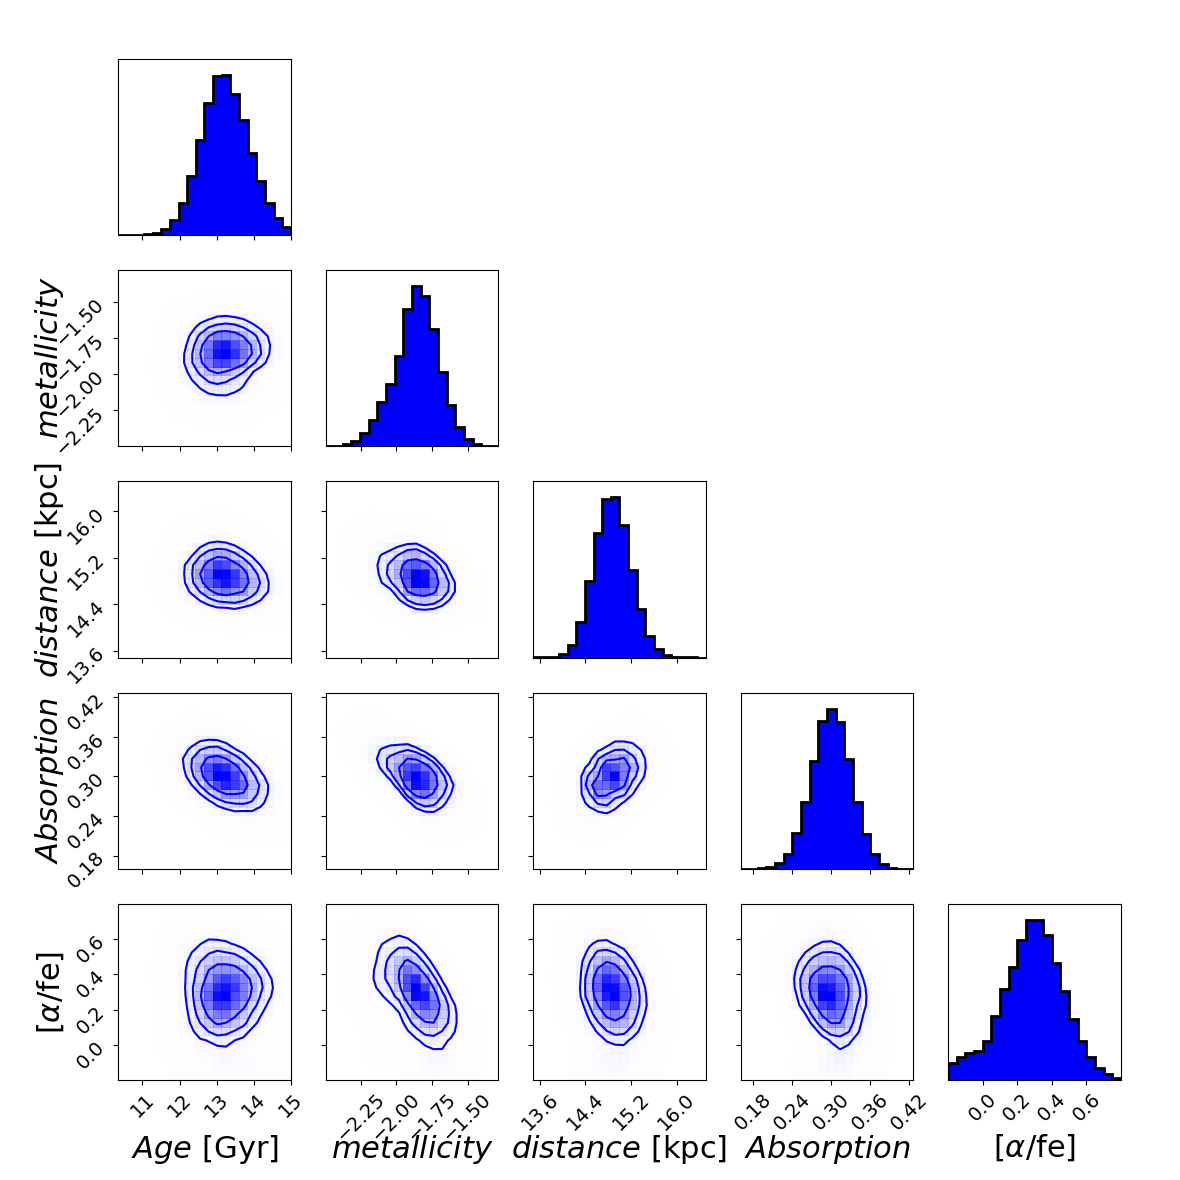 metallicity
−1.50
−1.75
−2.00
−2.25
distance [kpc]
16.0
15.2
14.4
13.6
Absorption
0.42
0.36
0.30
0.24
0.18
[α/fe]
0.6
0.4
0.2
0.0
11 12 13 14 15
−2.25 −2.00 −1.75 −1.50
13.6 14.4 15.2 16.0
0.18 0.24 0.30 0.36 0.42
0.0 0.2 0.4 0.6
Age [Gyr]
metallicity
distance [kpc]
Absorption
[α/fe]